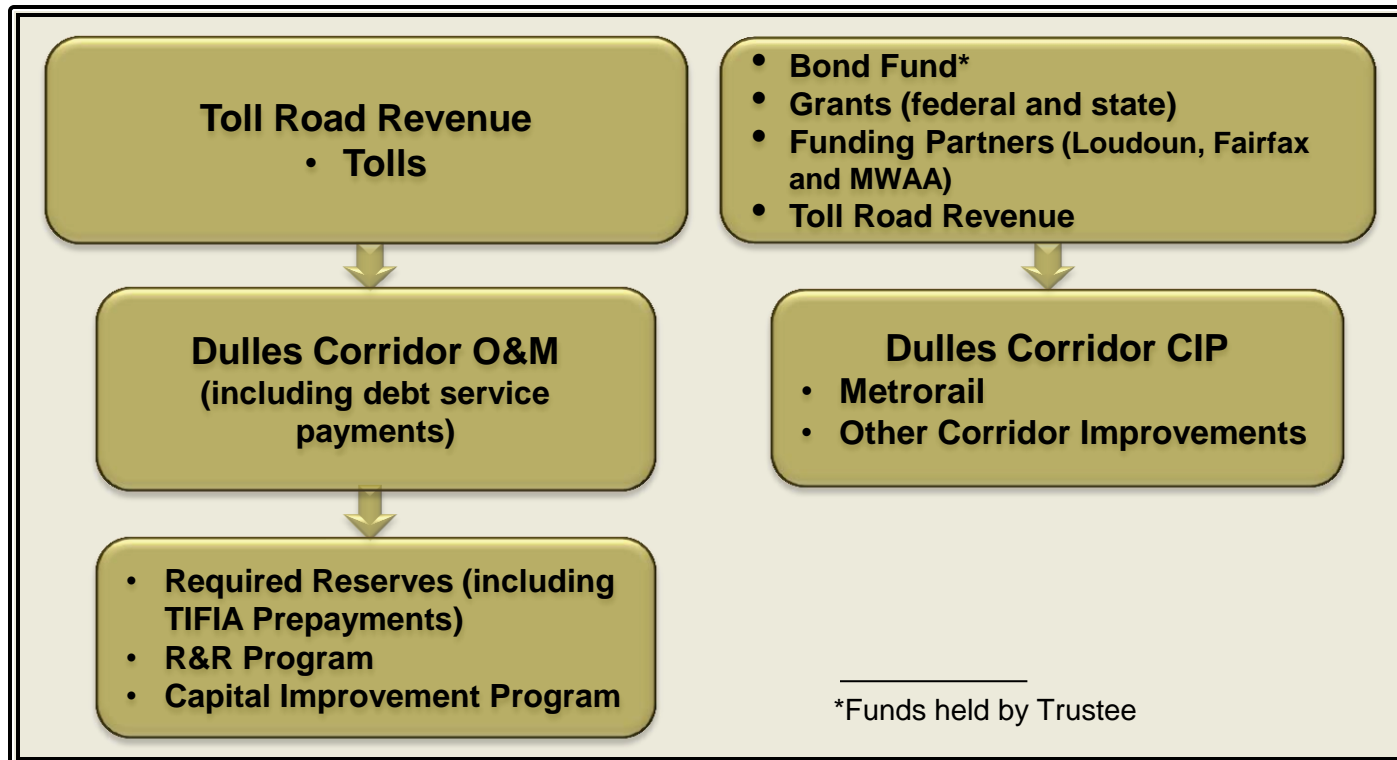 Toll Road Revenue
• Tolls
Dulles Corridor O&M
(including debt service
payments)
• Required Reserves (including
TIFIA Prepayments)
• R&R Program
• Capital Improvement Program
• Bond Fund*
• Grants (federal and state)
• Funding Partners (Loudoun, Fairfax
and MWAA)
• Toll Road Revenue
Dulles Corridor CIP
• Metrorail
• Other Corridor Improvements
*Funds held by Trustee